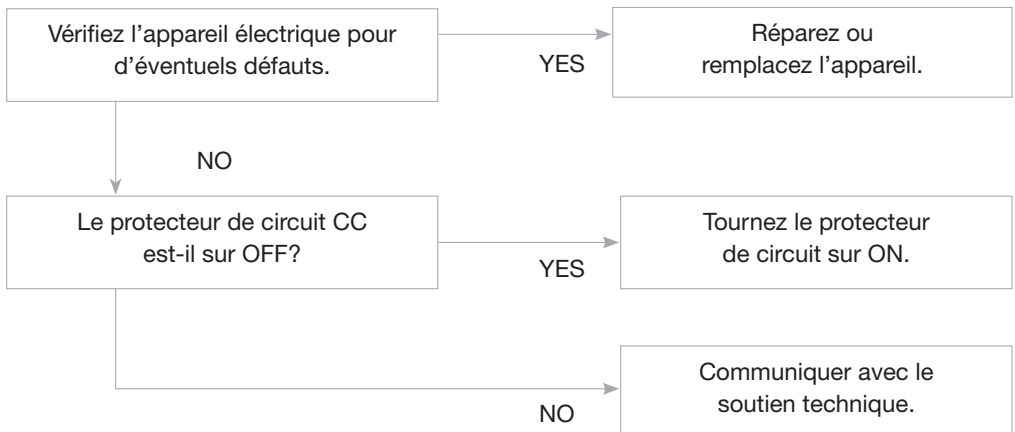 Vérifiez l’appareil électrique pour
d’éventuels défauts.
YES
Réparez ou
remplacez l’appareil.
NO
Le protecteur de circuit CC
est-il sur OFF?
YES
Tournez le protecteur
de circuit sur ON.
NO
Communiquer avec le
soutien technique.